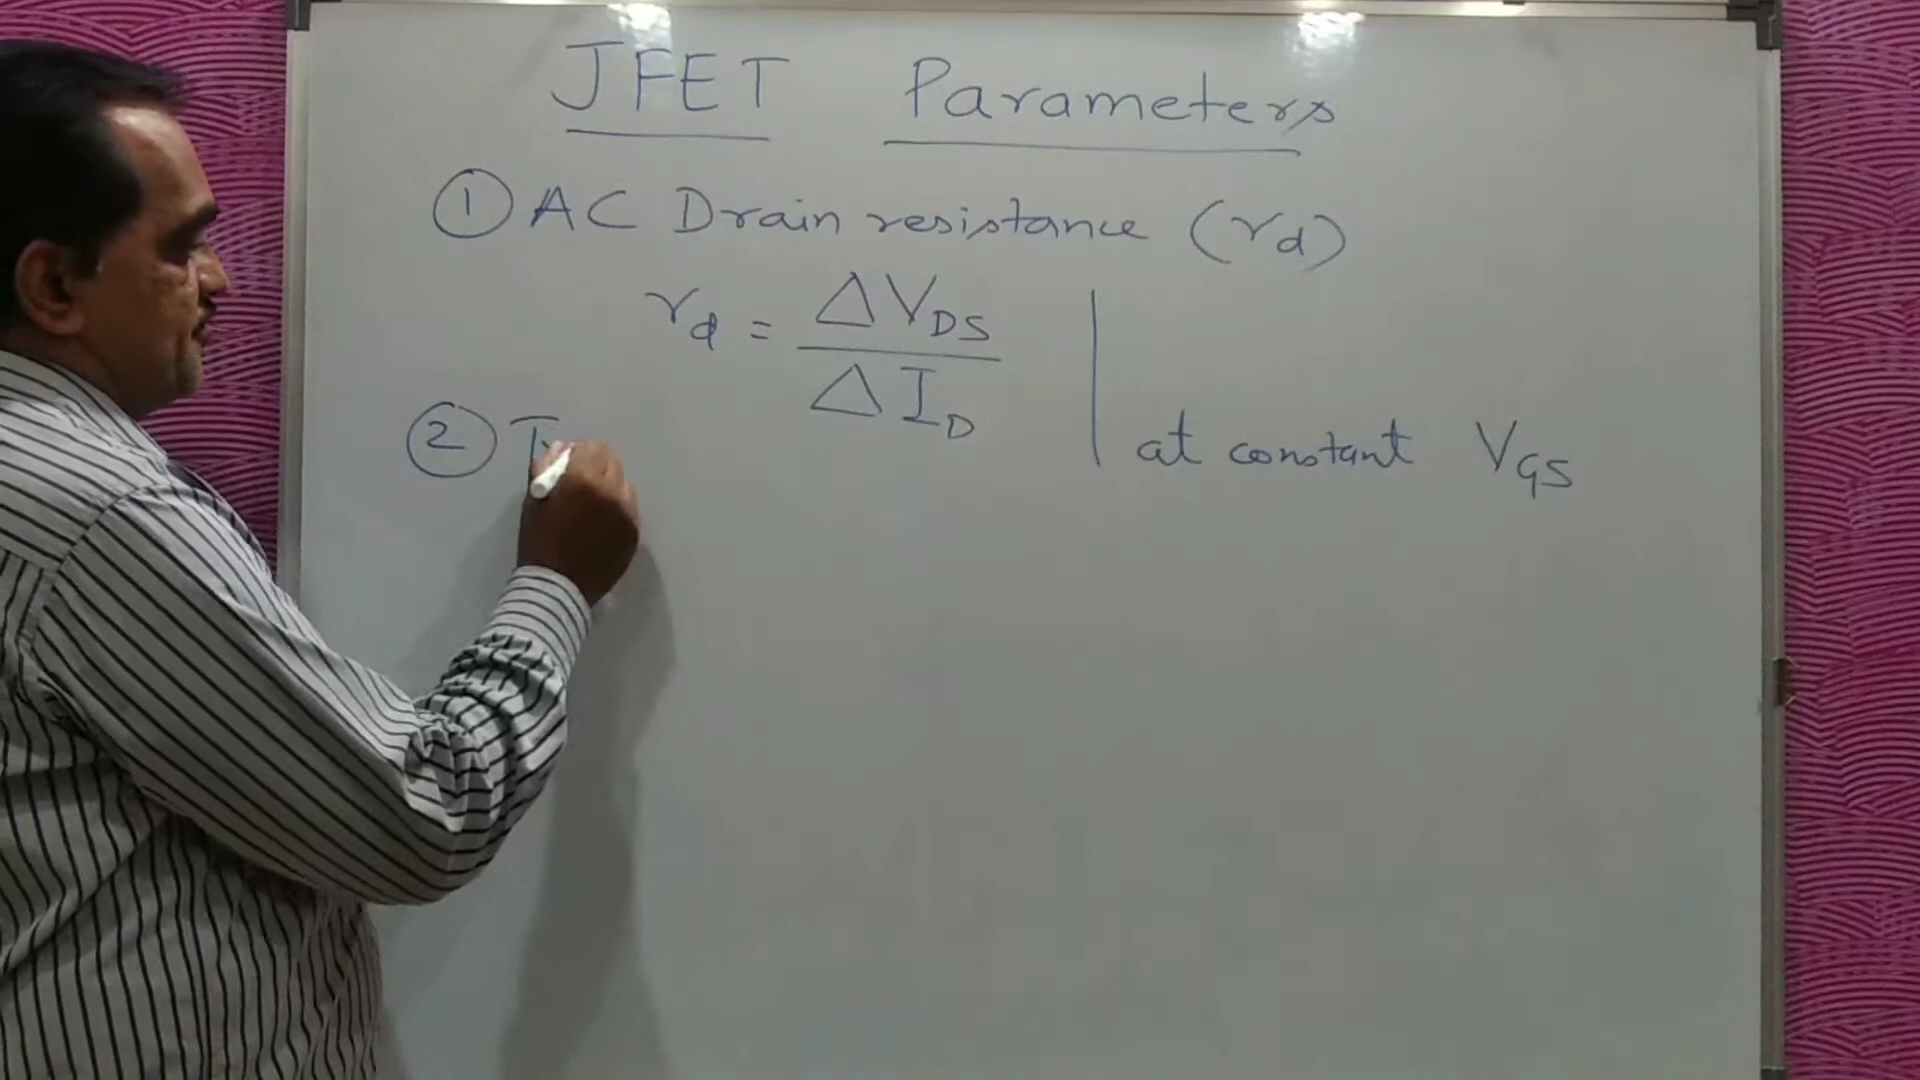 JFET Parameters
① AC Drain resistance (rd)
rd = ΔVDS / ΔID | at constant VGS
②